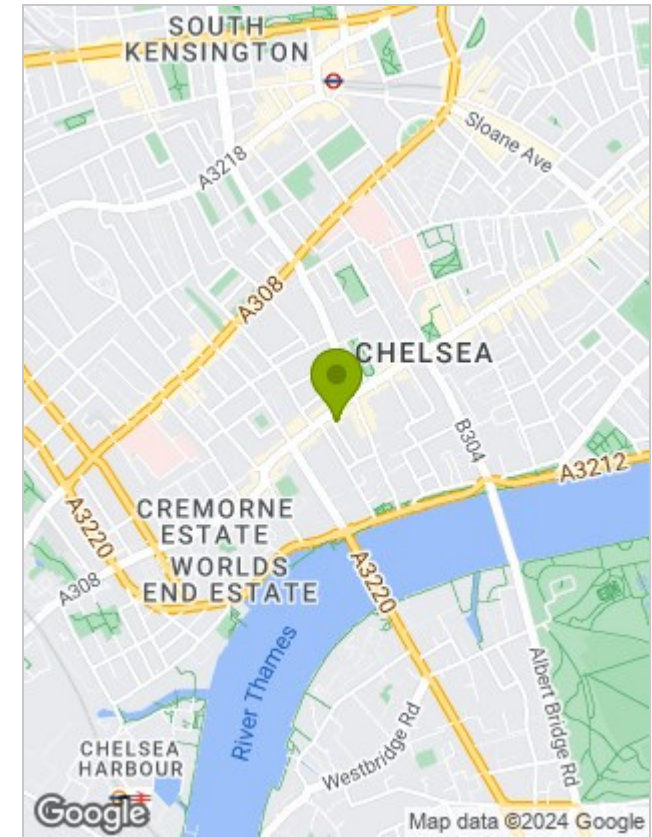 SOUTH
KENSINGTON
Sloane Ave
A3218
A308
CHELSEA
B304
A3212
CREMORNE
ESTATE
WORLDS
END ESTATE
A3220
A308
A3220
River Thames
Albert Bridge Rd
Westbridge Rd
CHELSEA
HARBOUR
Google
Map data ©2024 Google